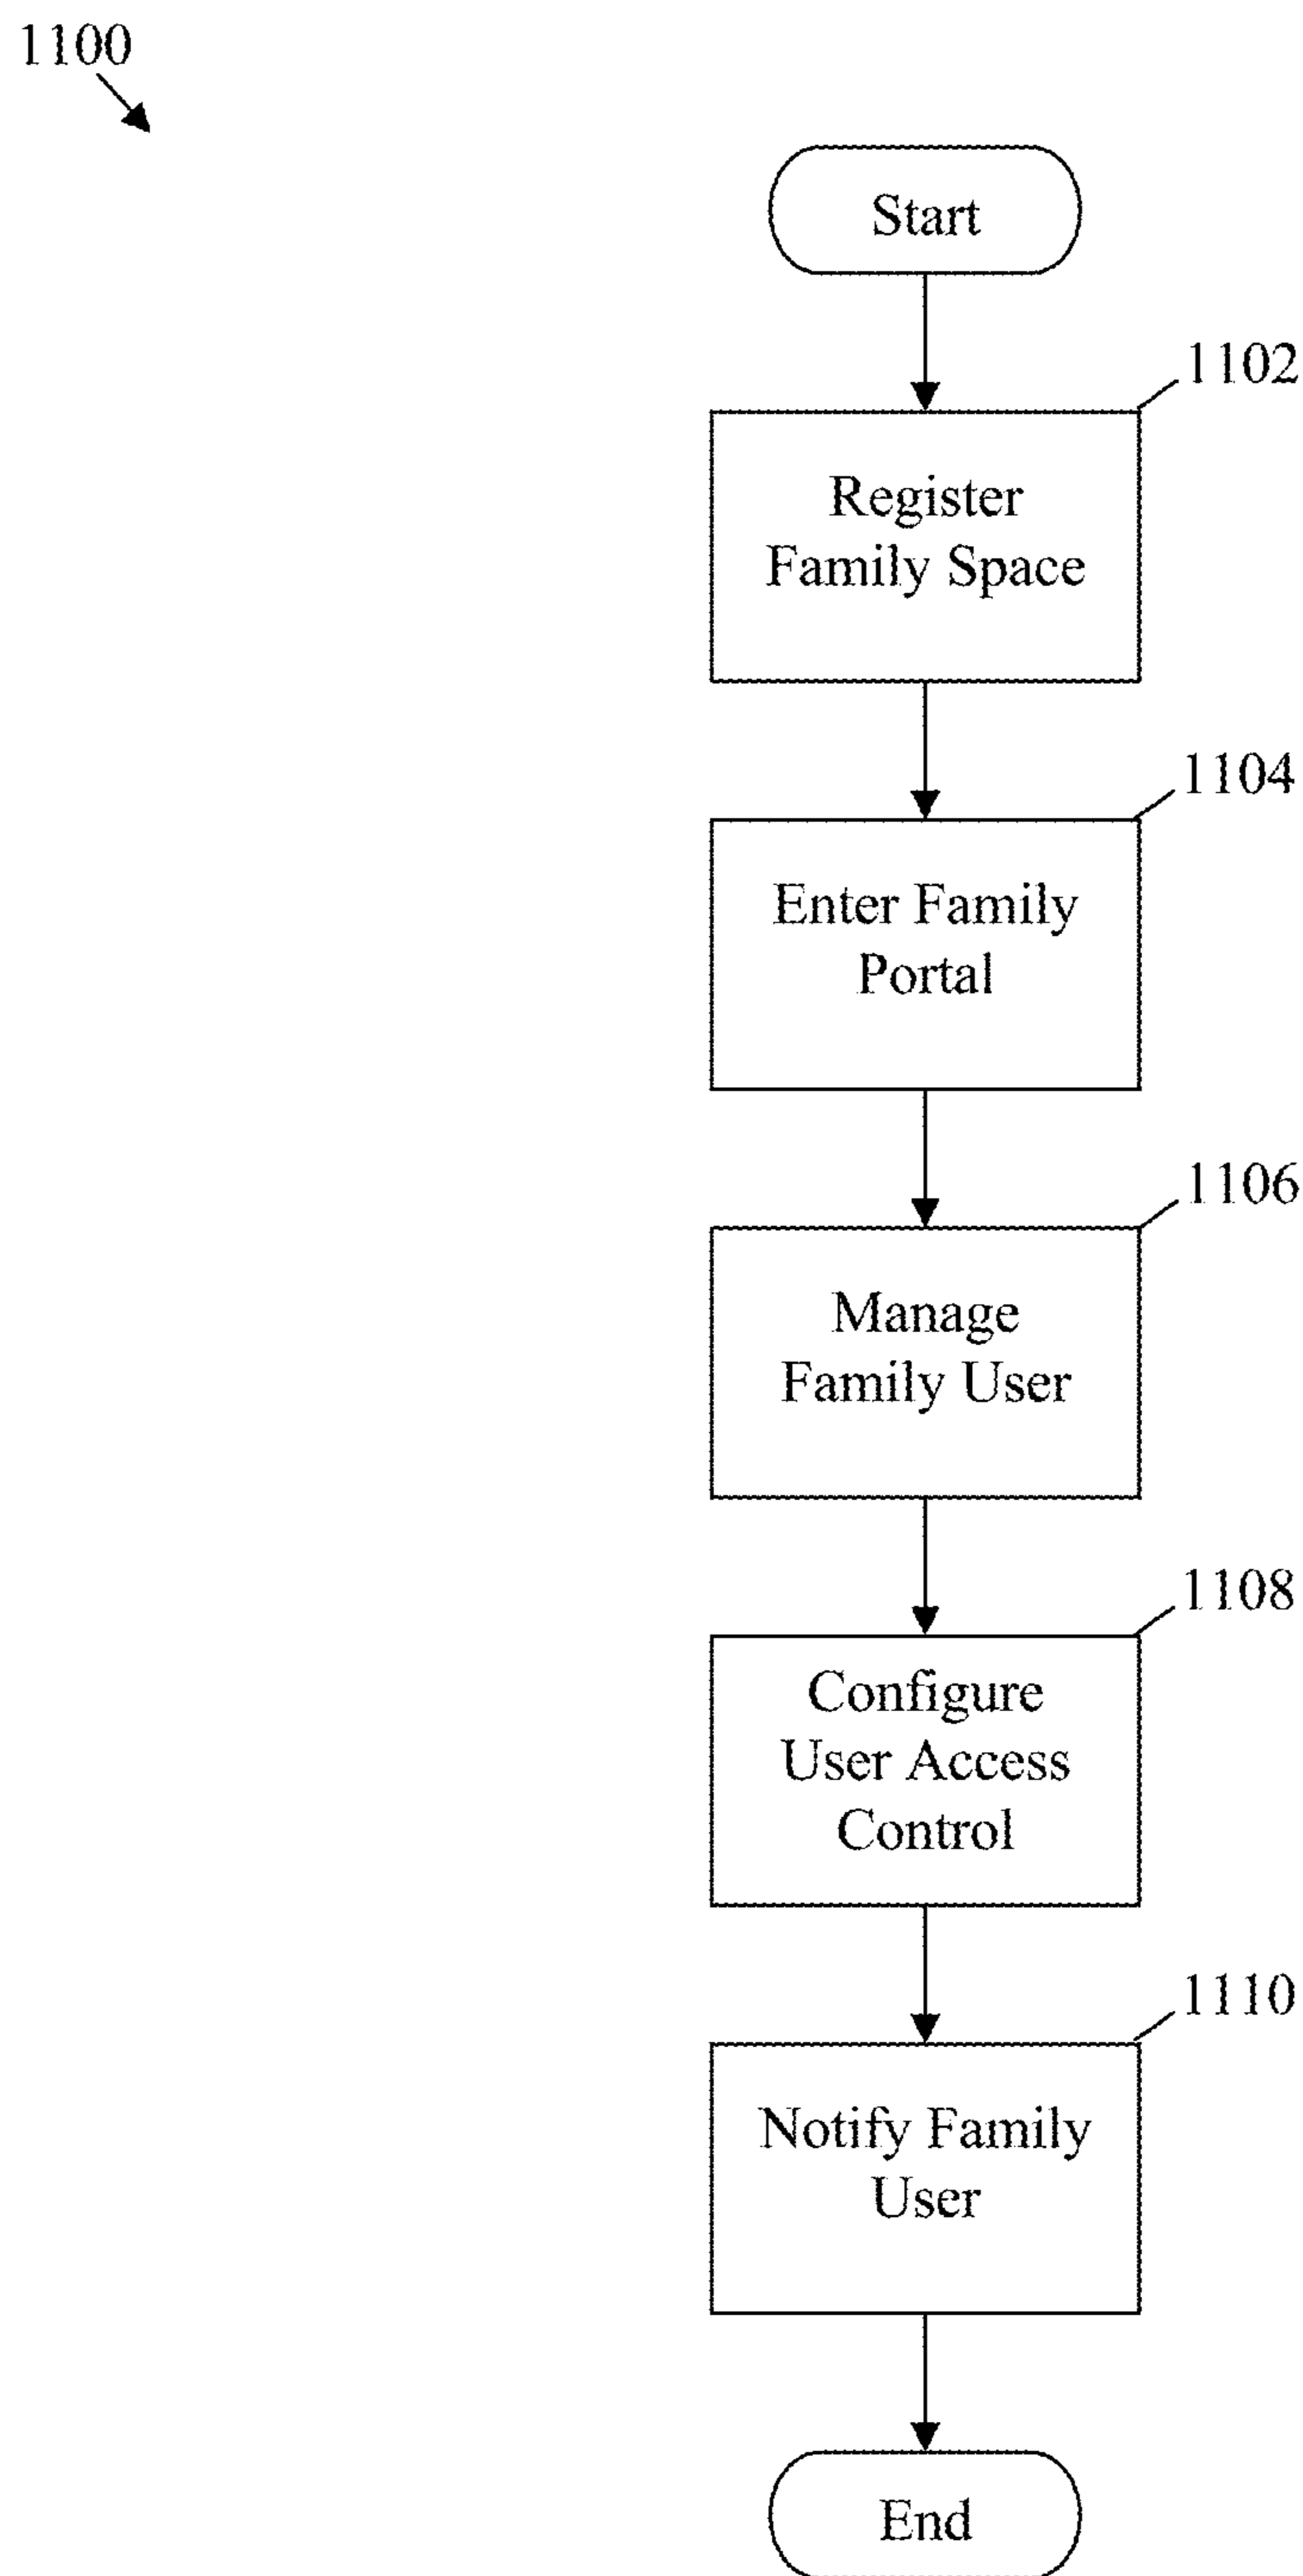 1100
Start
1102
Register
Family Space
1104
Enter Family
Portal
1106
Manage
Family User
1108
Configure
User Access
Control
1110
Notify Family
User
End